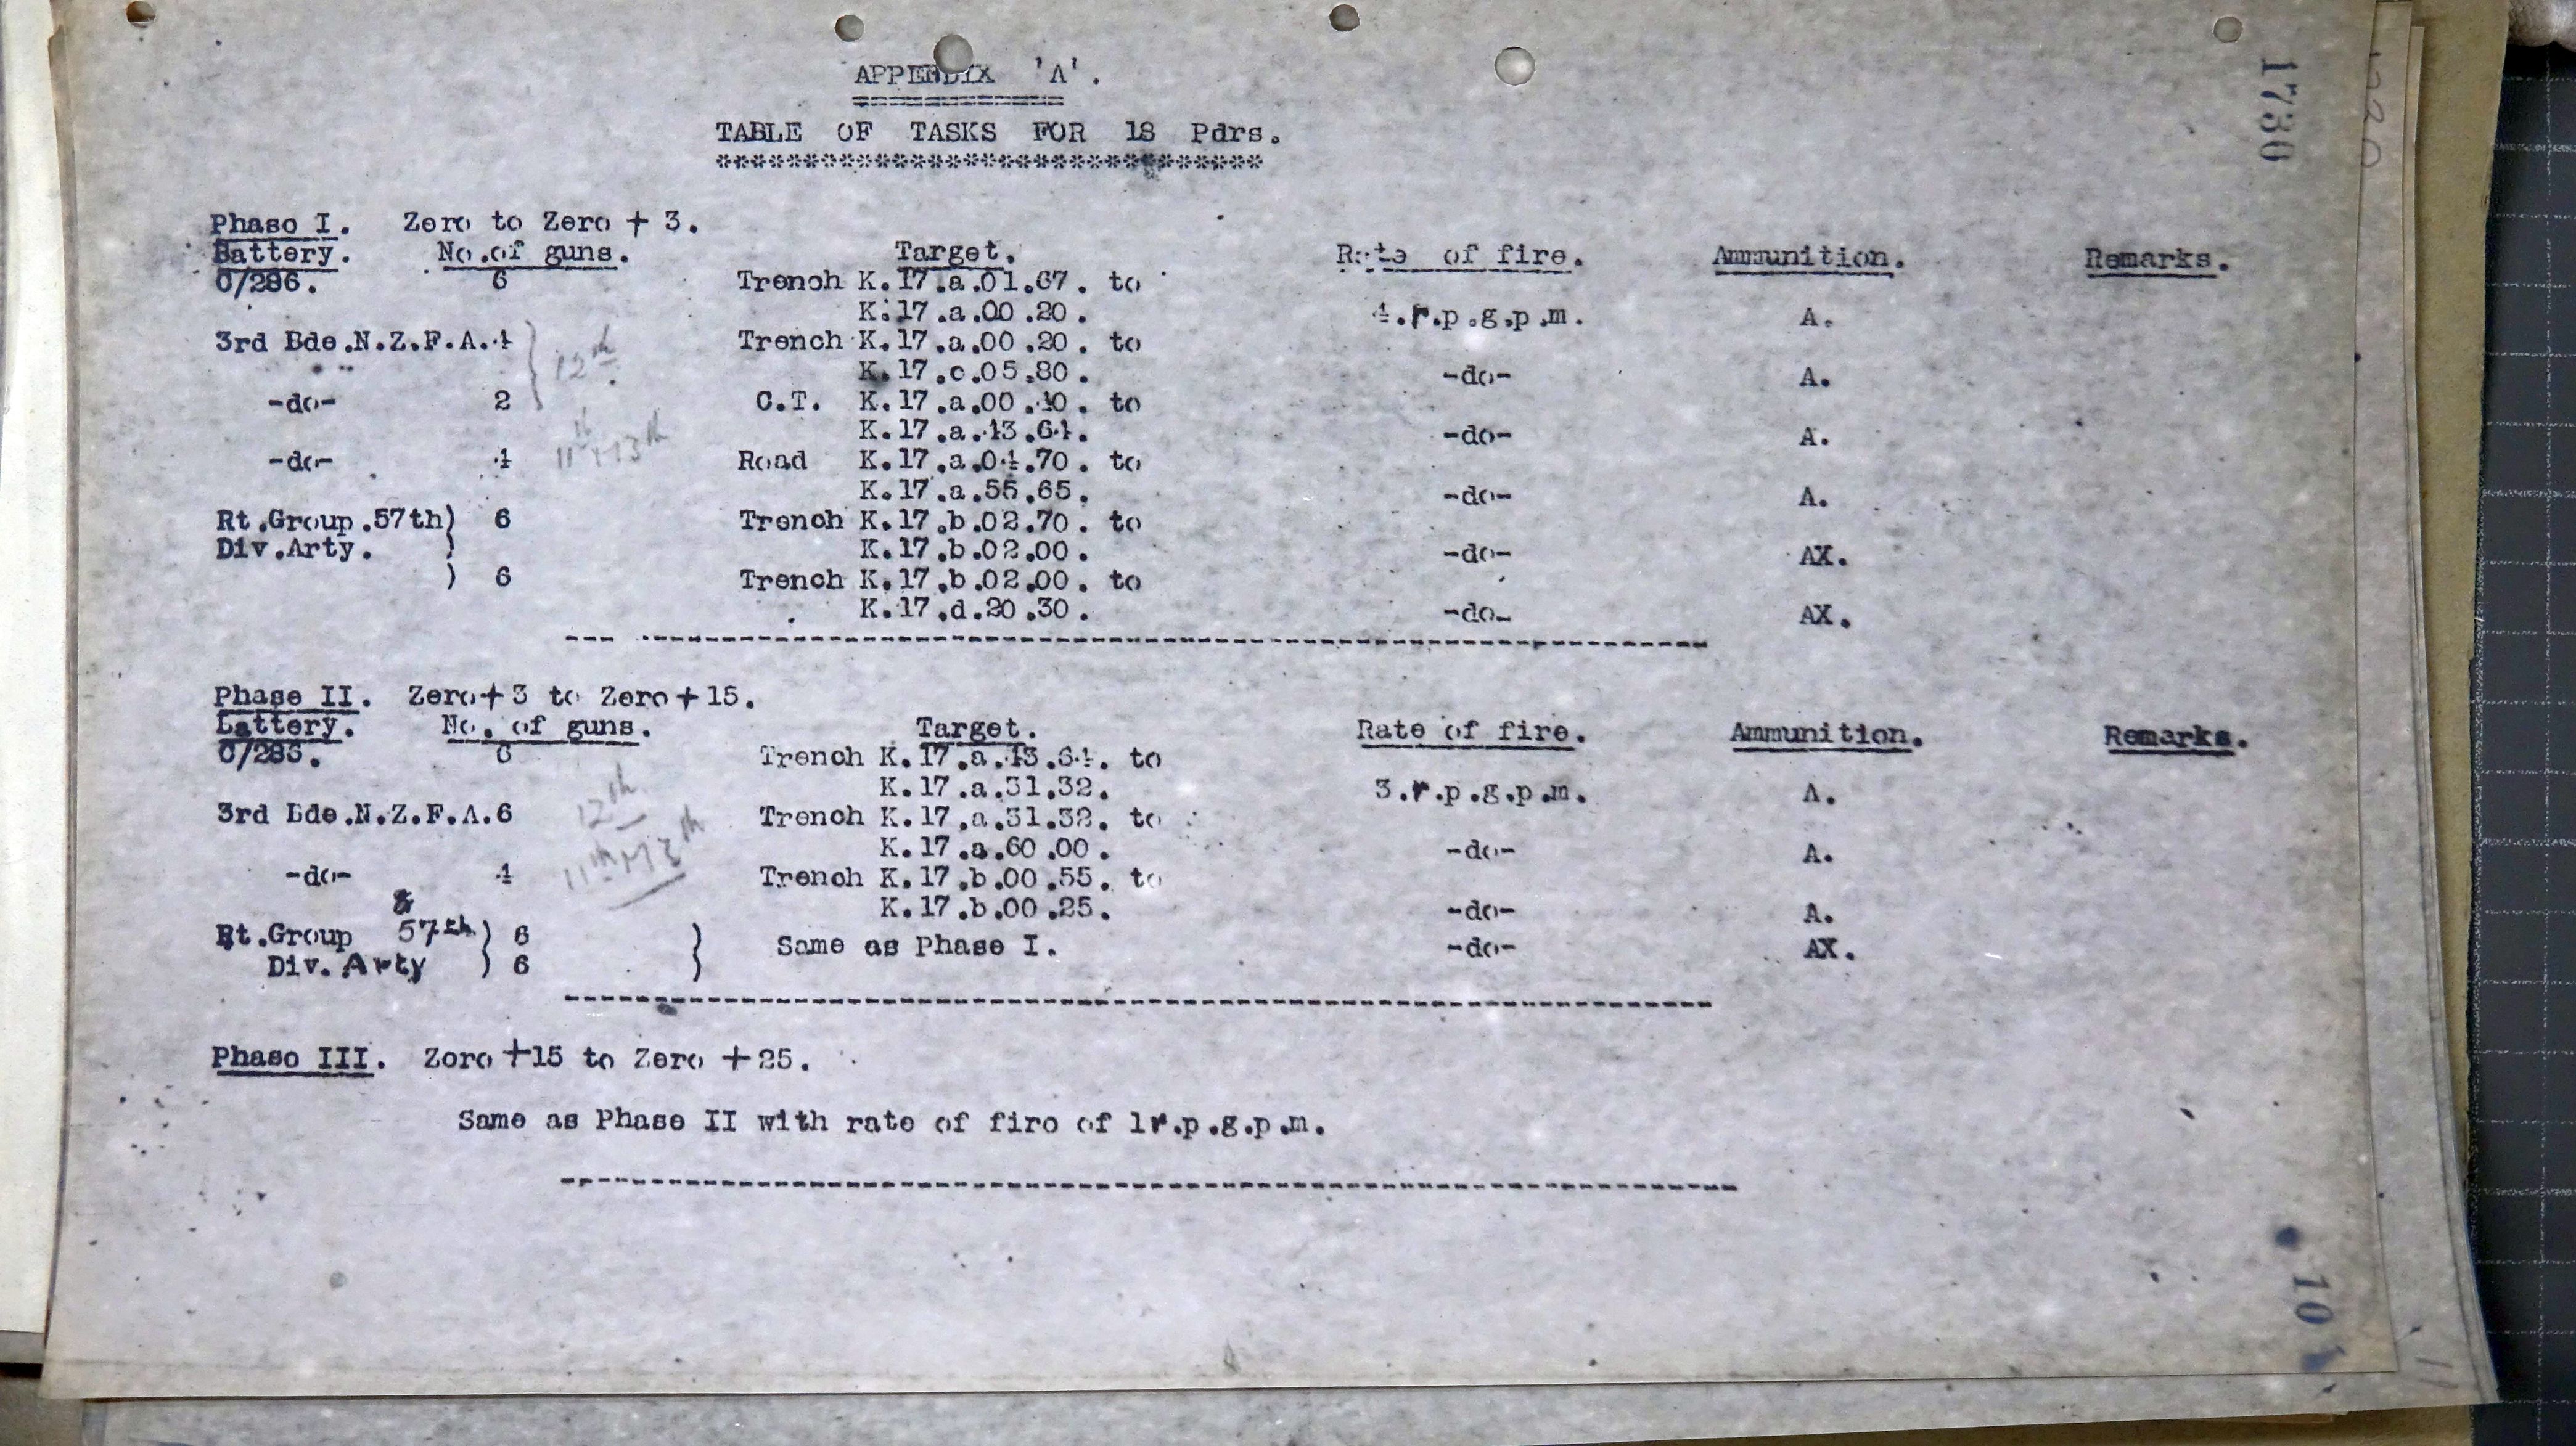 APPENDIX 'A'.
TABLE OF TASKS FOR 18 Pdrs.
Phase I. Zero to Zero + 3.
Battery. No.of guns. Target. Rate of fire. Ammunition. Remarks.
C/286. 6 Trench K.17.a.01.67. to
K.17.a.00.20. 4.r.p.g.p.m. A.
3rd Bde.N.Z.F.A.4 12th Trench K.17.a.00.20. to
K.17.c.05.80. -do- A.
-do- 2 C.T. K.17.a.00.40. to
K.17.a.43.64. -do- A.
-do- 4 11th + 13th Road K.17.a.04.70. to
K.17.a.55.65. -do- A.
Rt.Group.57th) 6 Trench K.17.b.02.70. to
Div.Arty. ) K.17.b.02.00. -do- AX.
) 6 Trench K.17.b.02.00. to
K.17.d.20.30. -do- AX.
Phase II. Zero + 3 to Zero + 15.
Battery. No. of guns. Target. Rate of fire. Ammunition. Remarks.
C/286. 6 Trench K.17.a.43.64. to
K.17.a.31.32. 3.r.p.g.p.m. A.
3rd Bde.N.Z.F.A.6 12th Trench K.17.a.31.32. to
K.17.a.60.00. -do- A.
-do- 4 11th + 13th Trench K.17.b.00.55. to
K.17.b.00.25. -do- A.
Rt.Group 57th ) 6 } Same as Phase I. -do- AX.
Div. Arty ) 6
Phase III. Zero +15 to Zero +25.
Same as Phase II with rate of fire of 1r.p.g.p.m.
1730
10